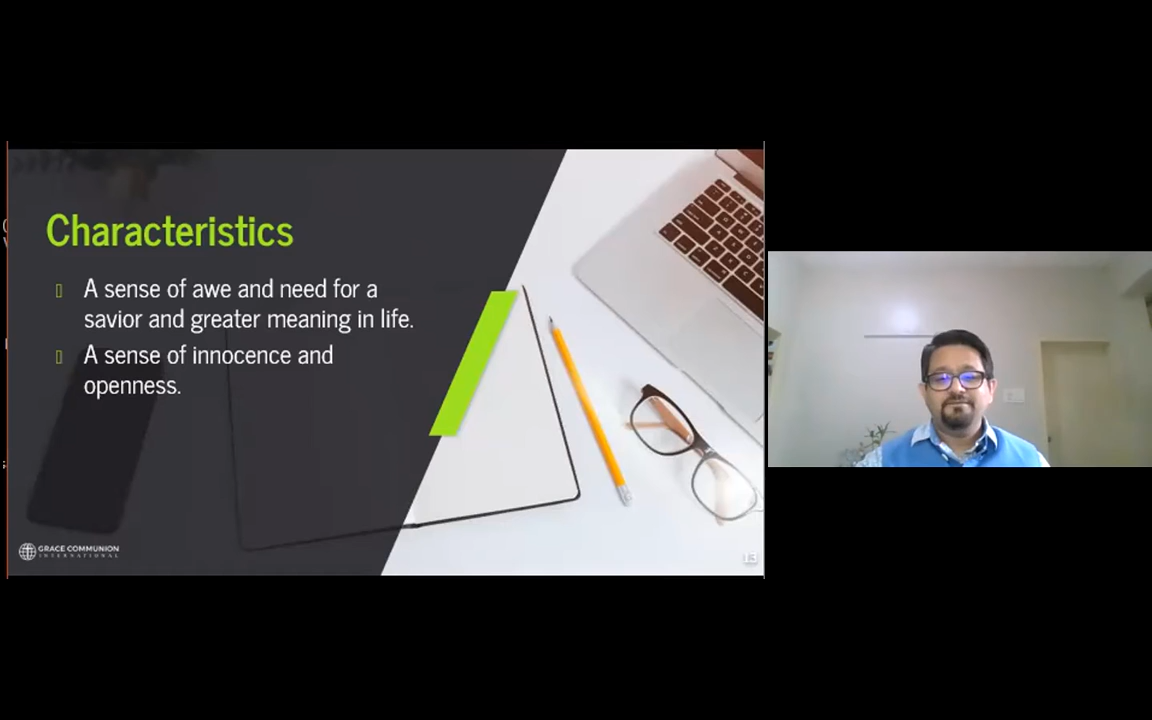 Characteristics
A sense of awe and need for a
savior and greater meaning in life.
A sense of innocence and
openness.
GRACE COMMUNION
INTERNATIONAL
13